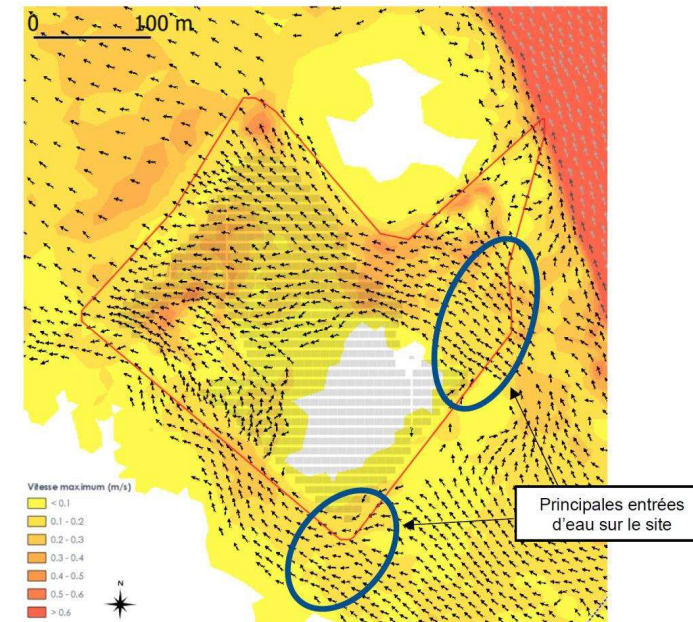 0 100 m
Principales entrées
d'eau sur le site
Vitesse maximum (m/s)
< 0.1
0.1 - 0.2
0.2 - 0.3
0.3 - 0.4
0.4 - 0.5
0.5 - 0.6
> 0.6
N